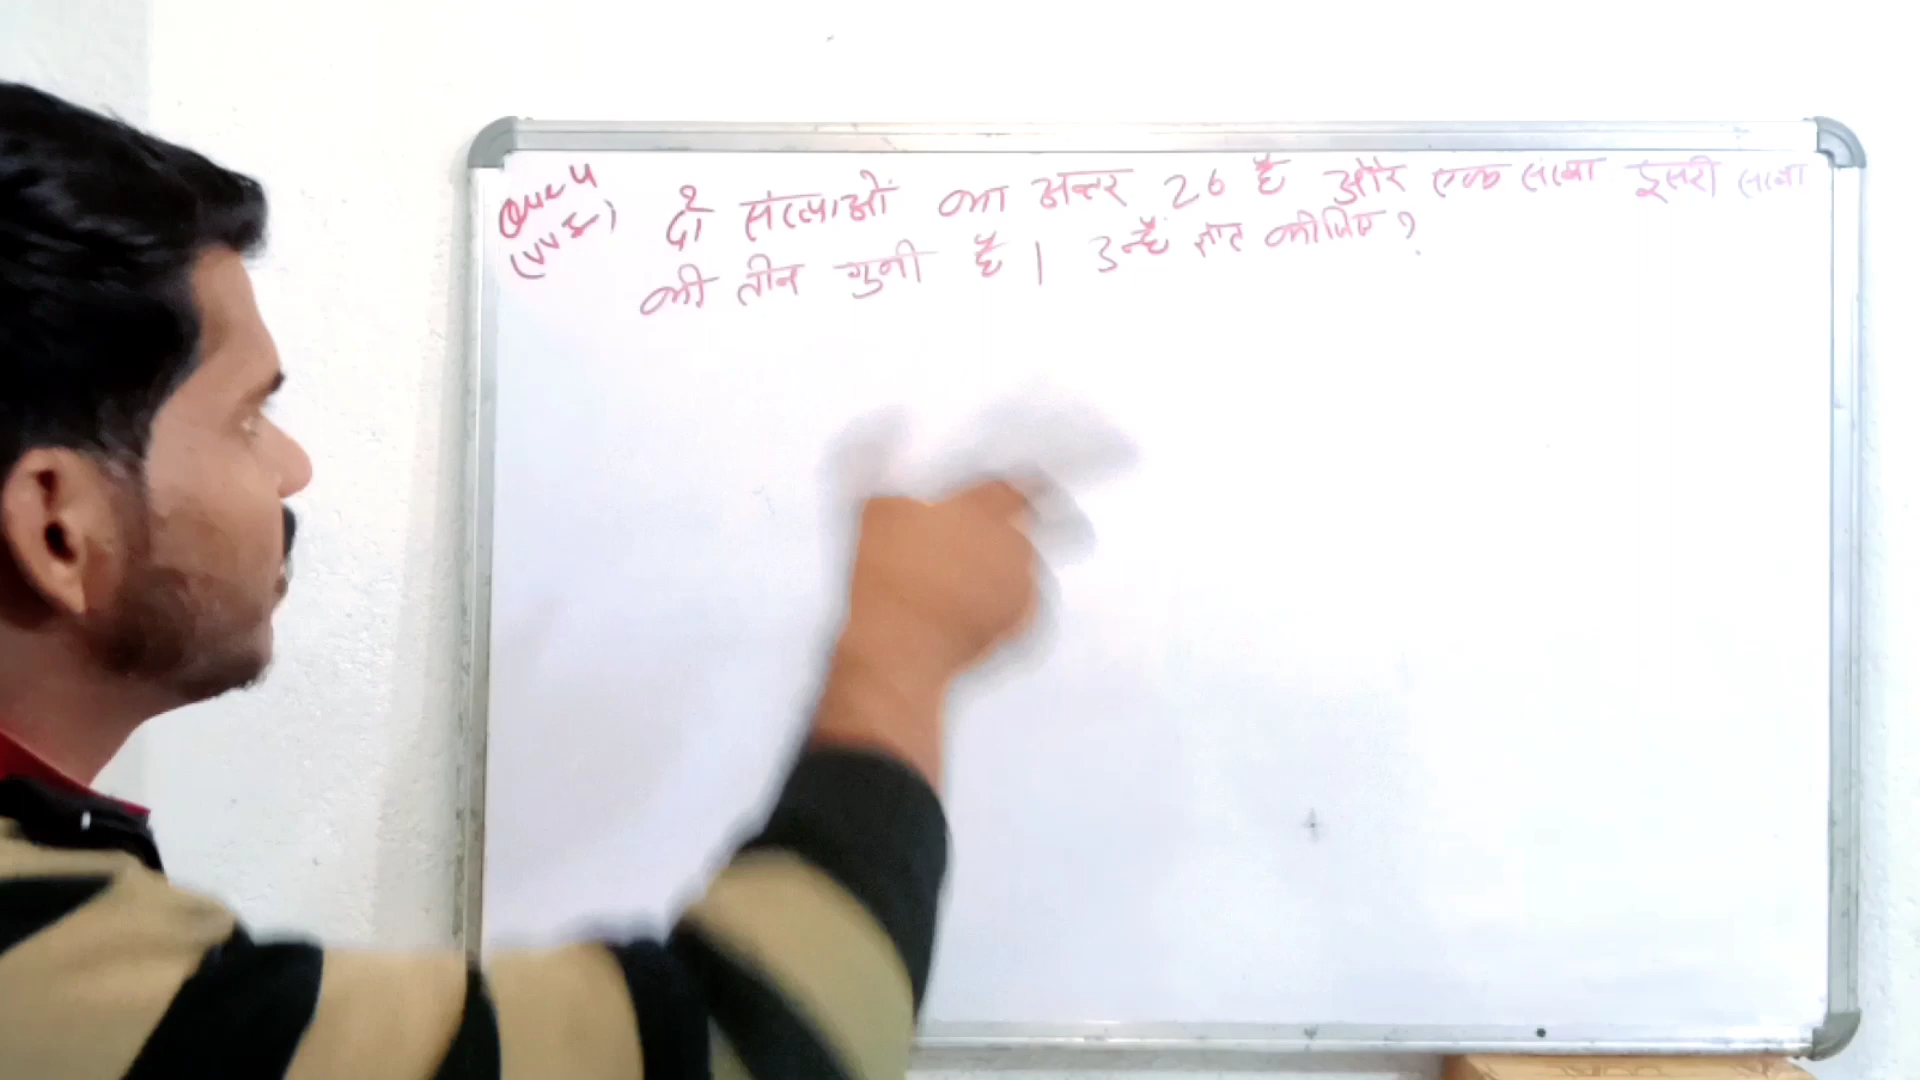 Que 4 दो संख्याओं का अन्तर 26 है और एक संख्या दूसरी संख्या
की तीन गुनी है। उन्हें ज्ञात कीजिए?